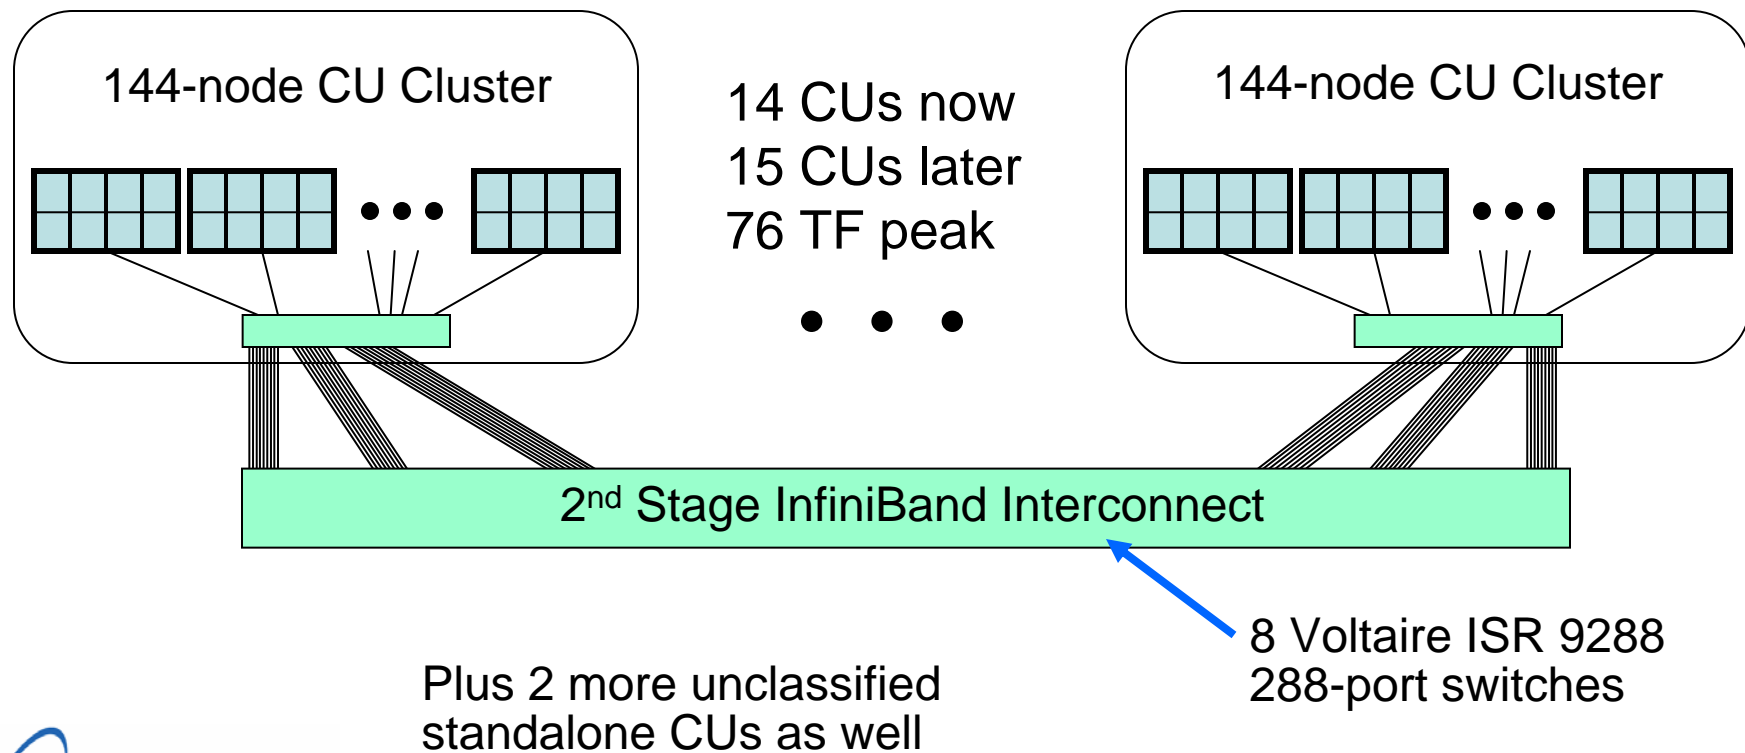 144-node CU Cluster
14 CUs now
15 CUs later
76 TF peak
144-node CU Cluster
2nd Stage InfiniBand Interconnect
8 Voltaire ISR 9288
288-port switches
Plus 2 more unclassified
standalone CUs as well